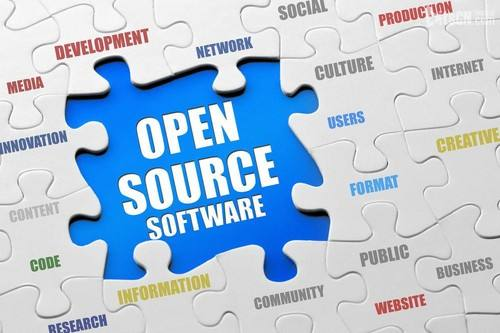 SOCIAL
PRODUCTION
DEVELOPMENT
NETWORK
CULTURE
INTERNET
MEDIA
OPEN
SOURCE
SOFTWARE
USERS
INNOVATION
CREATIVE
FORMAT
CONTENT
CODE
PUBLIC
BUSINESS
INFORMATION
COMMUNITY
WEBSITE
RESEARCH